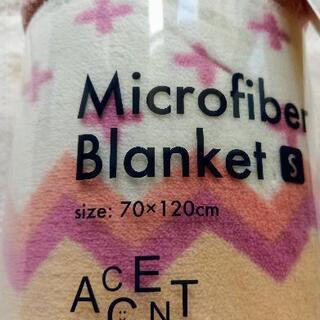 Microfiber
Blanket S
size: 70×120cm
ACCENT